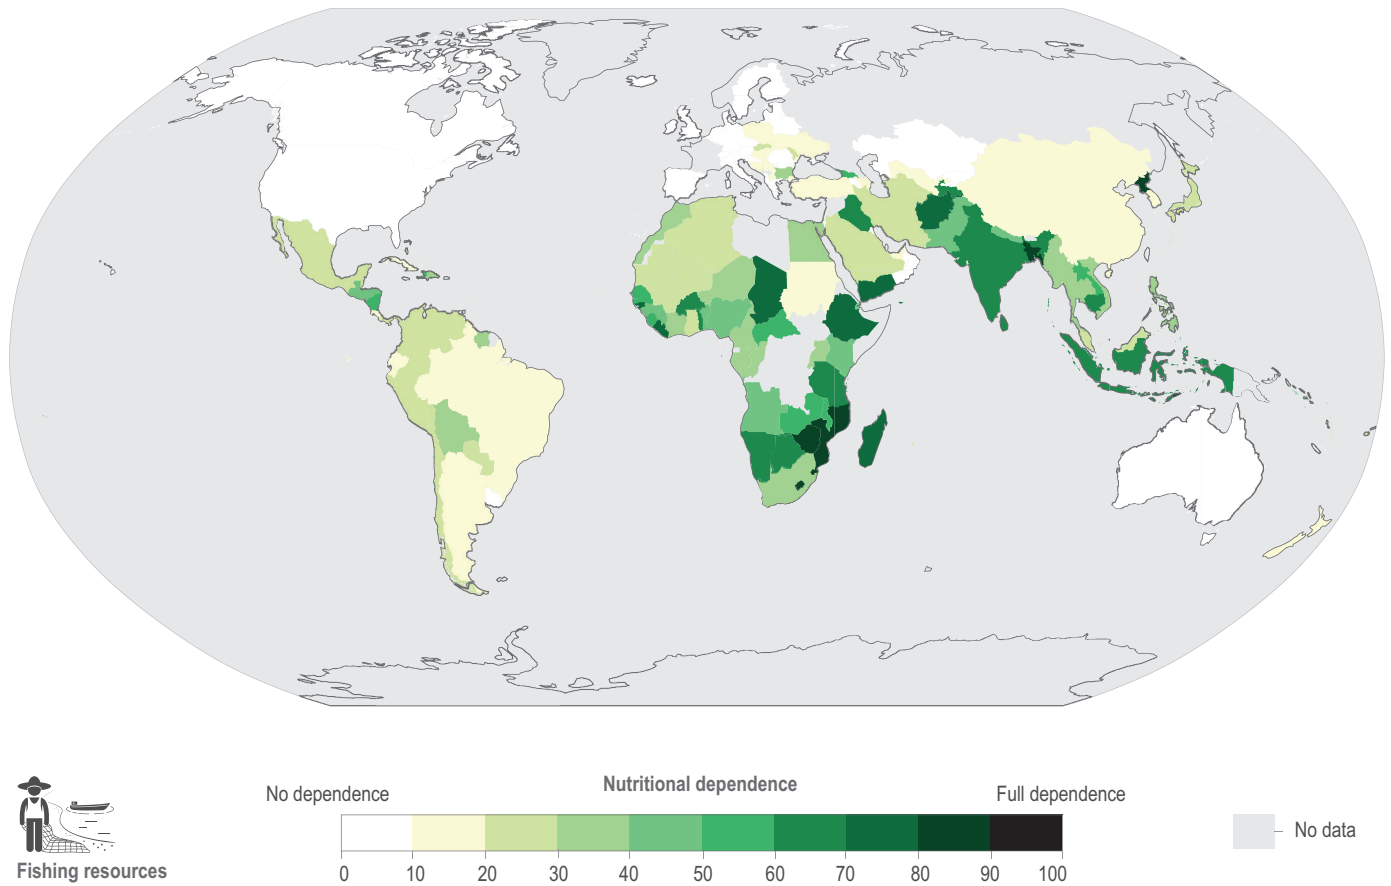 Nutritional dependence
No dependence
Full dependence
0 10 20 30 40 50 60 70 80 90 100
No data
Fishing resources